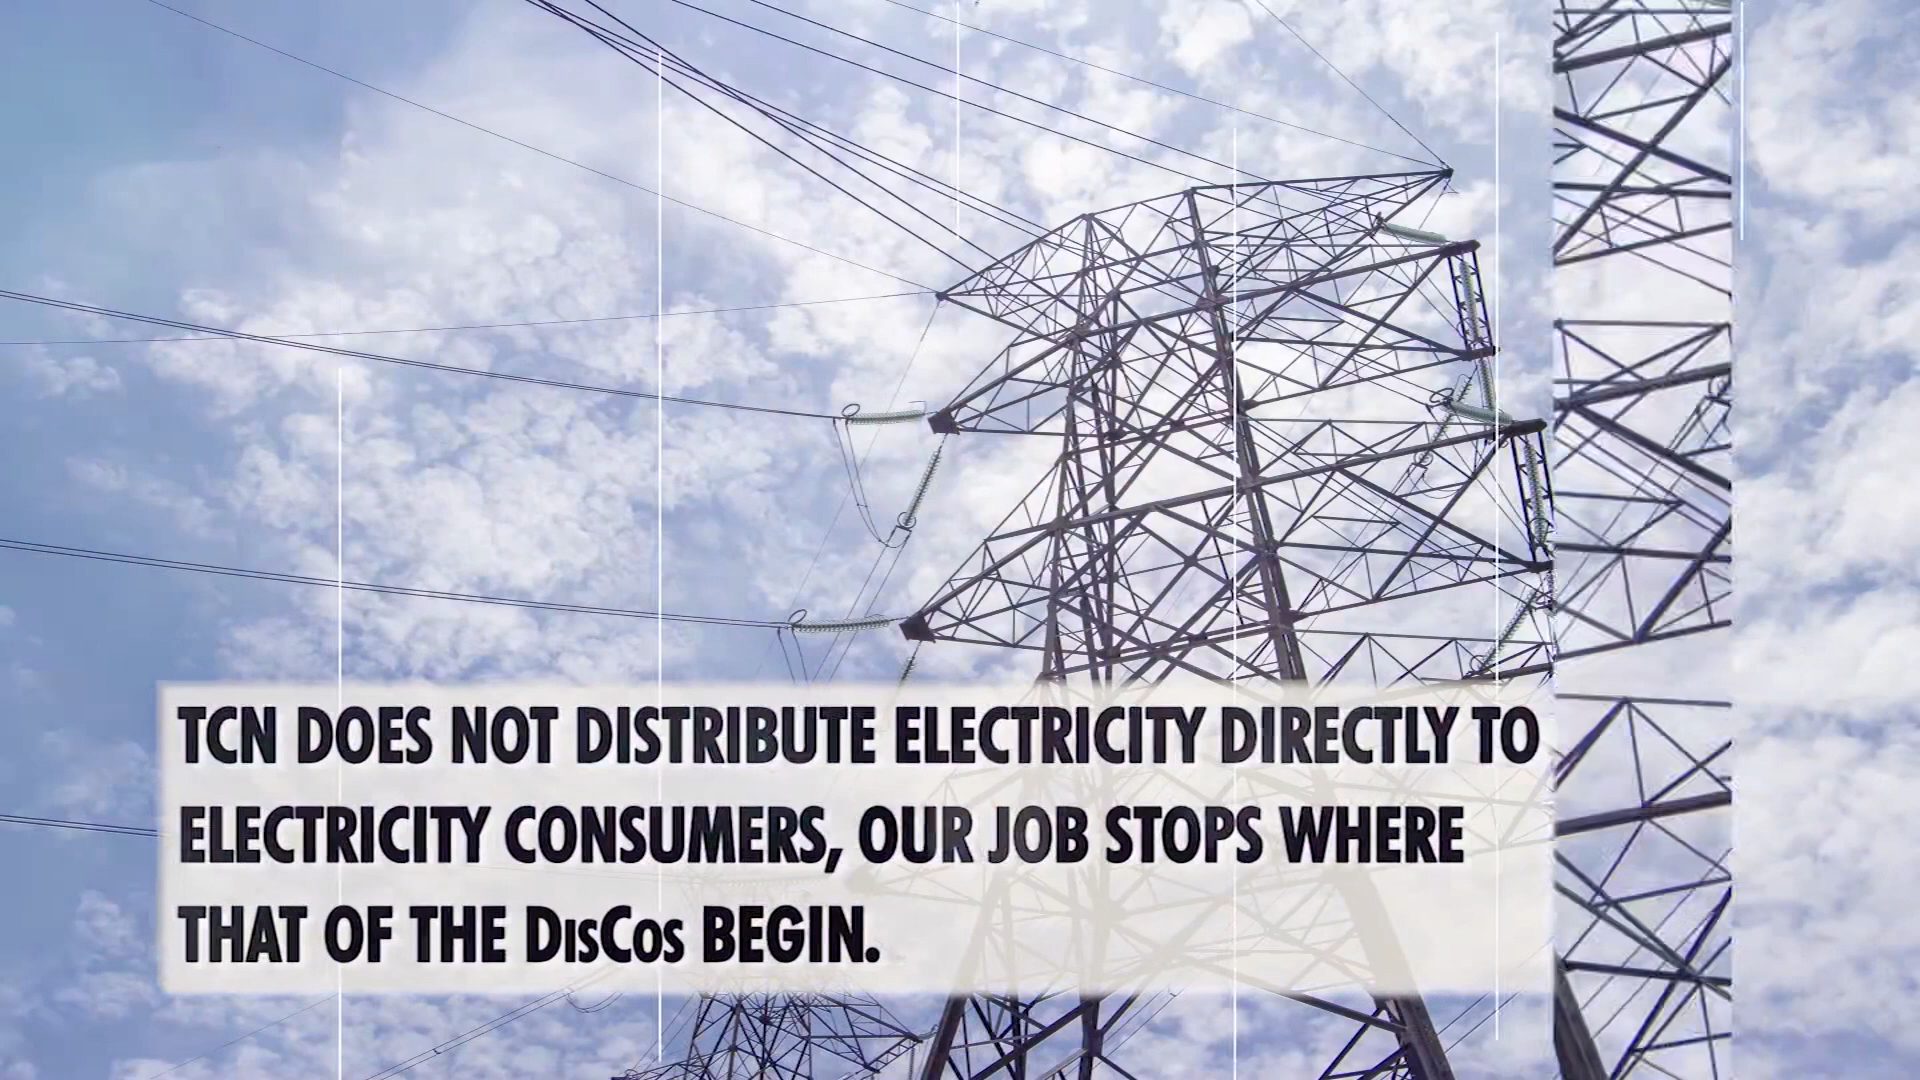 TCN DOES NOT DISTRIBUTE ELECTRICITY DIRECTLY TO
ELECTRICITY CONSUMERS, OUR JOB STOPS WHERE
THAT OF THE DisCos BEGIN.